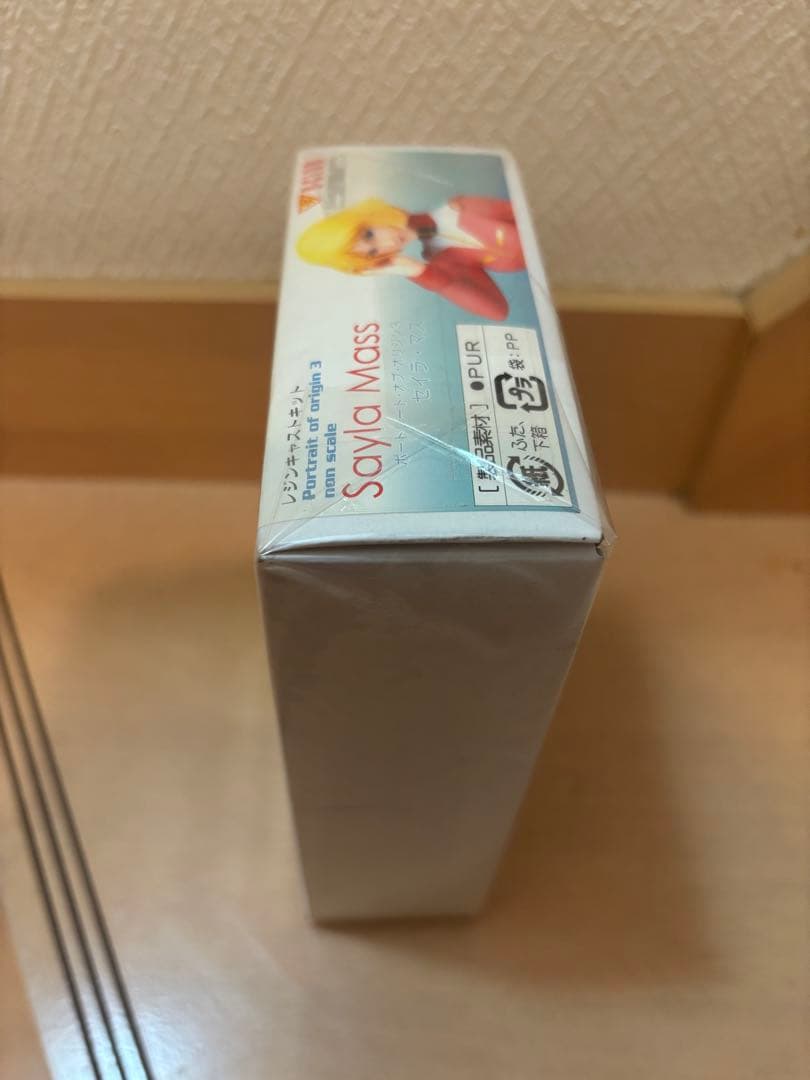 レジンキャストキット
Portrait of origin 3
non scale
Sayla Mass
ポートレート・オブ・オリジン3
セイラ・マス
[製品素材] ●PUR
紙 ふた、下箱
プラ 袋:PP